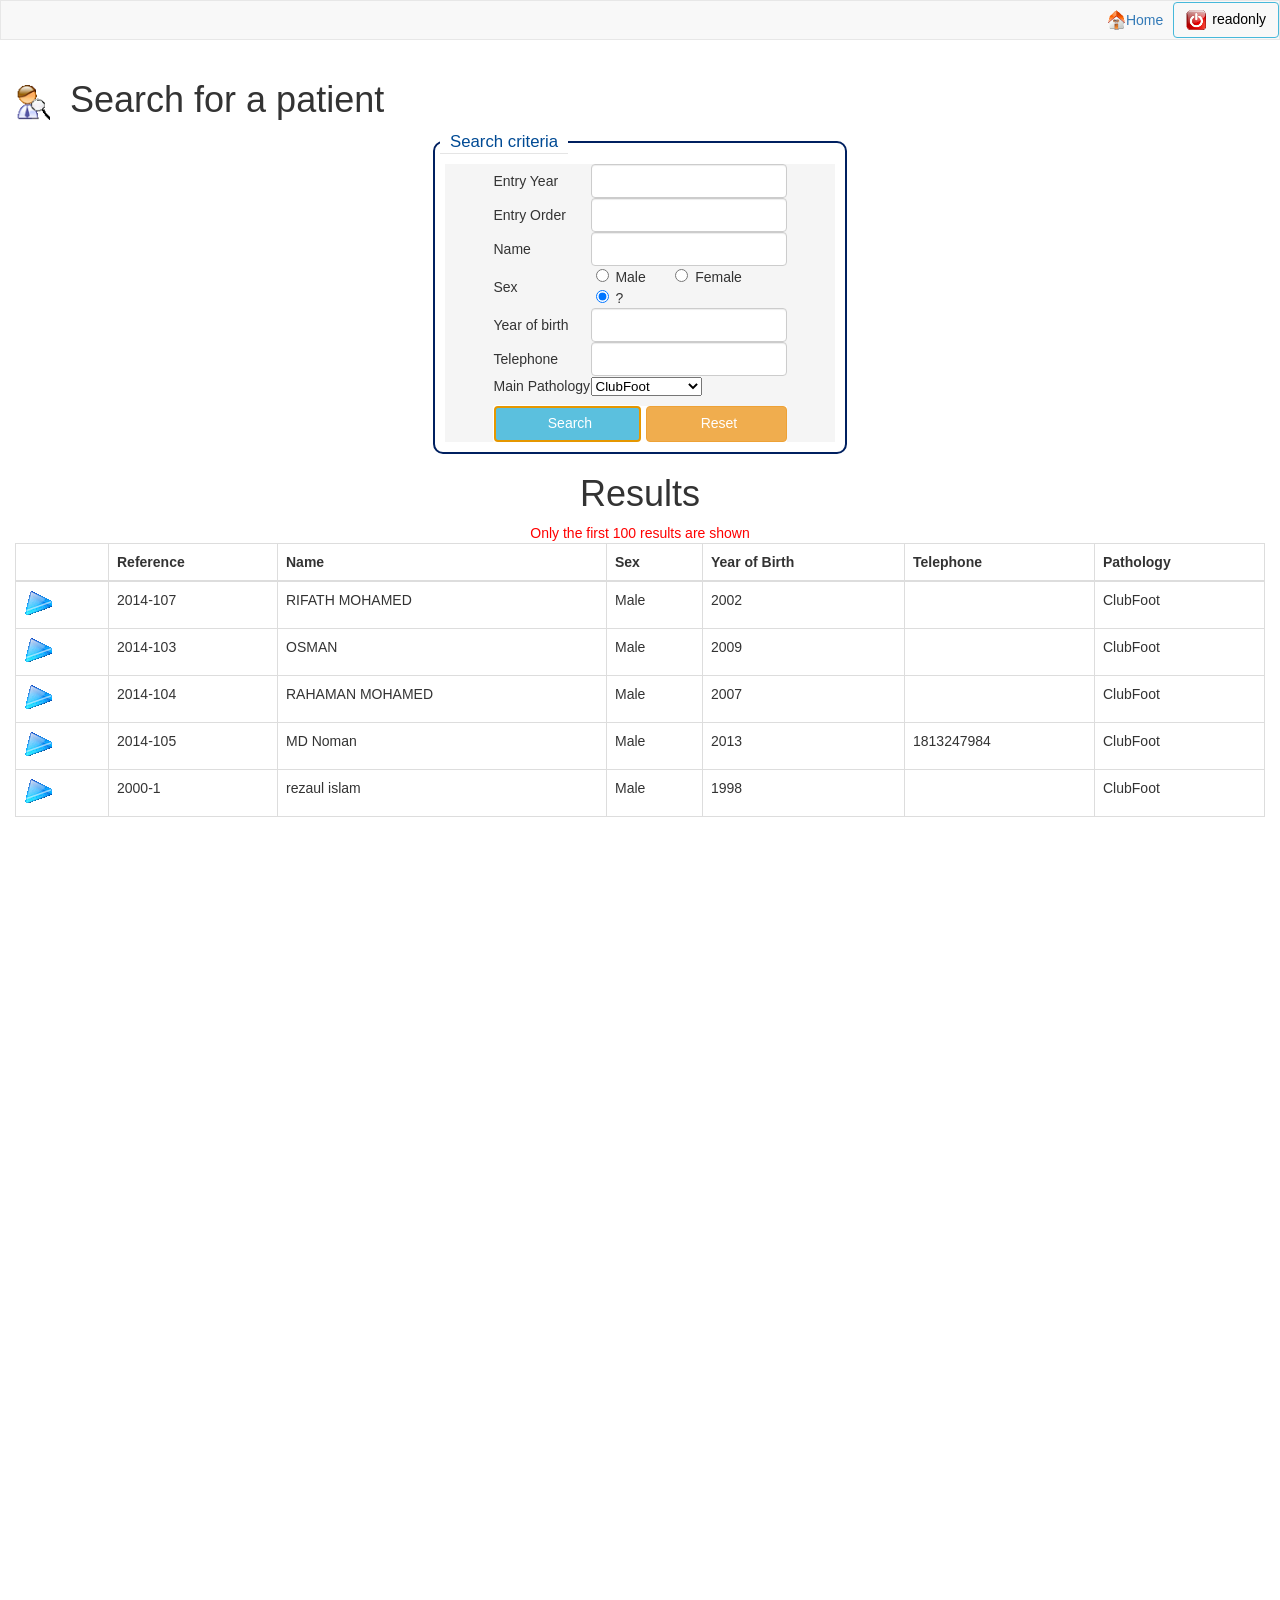 Home readonly
Search for a patient
Search criteria
Entry Year
Entry Order
Name
Sex Male Female
?
Year of birth
Telephone
Main Pathology ClubFoot
Search Reset
Results
Only the first 100 results are shown
Reference Name Sex Year of Birth Telephone Pathology
2014-107 RIFATH MOHAMED Male 2002 ClubFoot
2014-103 OSMAN Male 2009 ClubFoot
2014-104 RAHAMAN MOHAMED Male 2007 ClubFoot
2014-105 MD Noman Male 2013 1813247984 ClubFoot
2000-1 rezaul islam Male 1998 ClubFoot